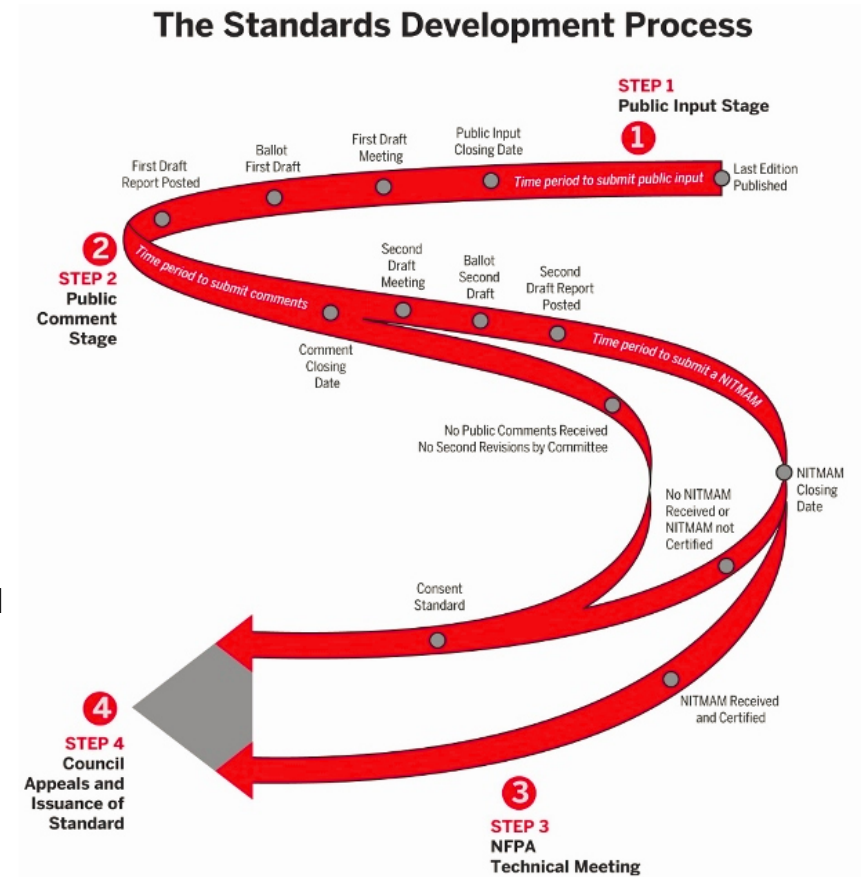 The Standards Development Process
STEP 1
Public Input Stage
1
Last Edition
Published
Time period to submit public input
Public Input
Closing Date
First Draft
Meeting
Ballot
First Draft
First Draft
Report Posted
2
STEP 2
Public
Comment
Stage
Time period to submit comments
Comment
Closing
Date
Second
Draft
Meeting
Ballot
Second
Draft
Second
Draft Report
Posted
Time period to submit a NITMAM
No Public Comments Received
No Second Revisions by Committee
NITMAM
Closing
Date
No NITMAM
Received or
NITMAM not
Certified
Consent
Standard
NITMAM Received
and Certified
3
STEP 3
NFPA
Technical Meeting
4
STEP 4
Council
Appeals and
Issuance of
Standard